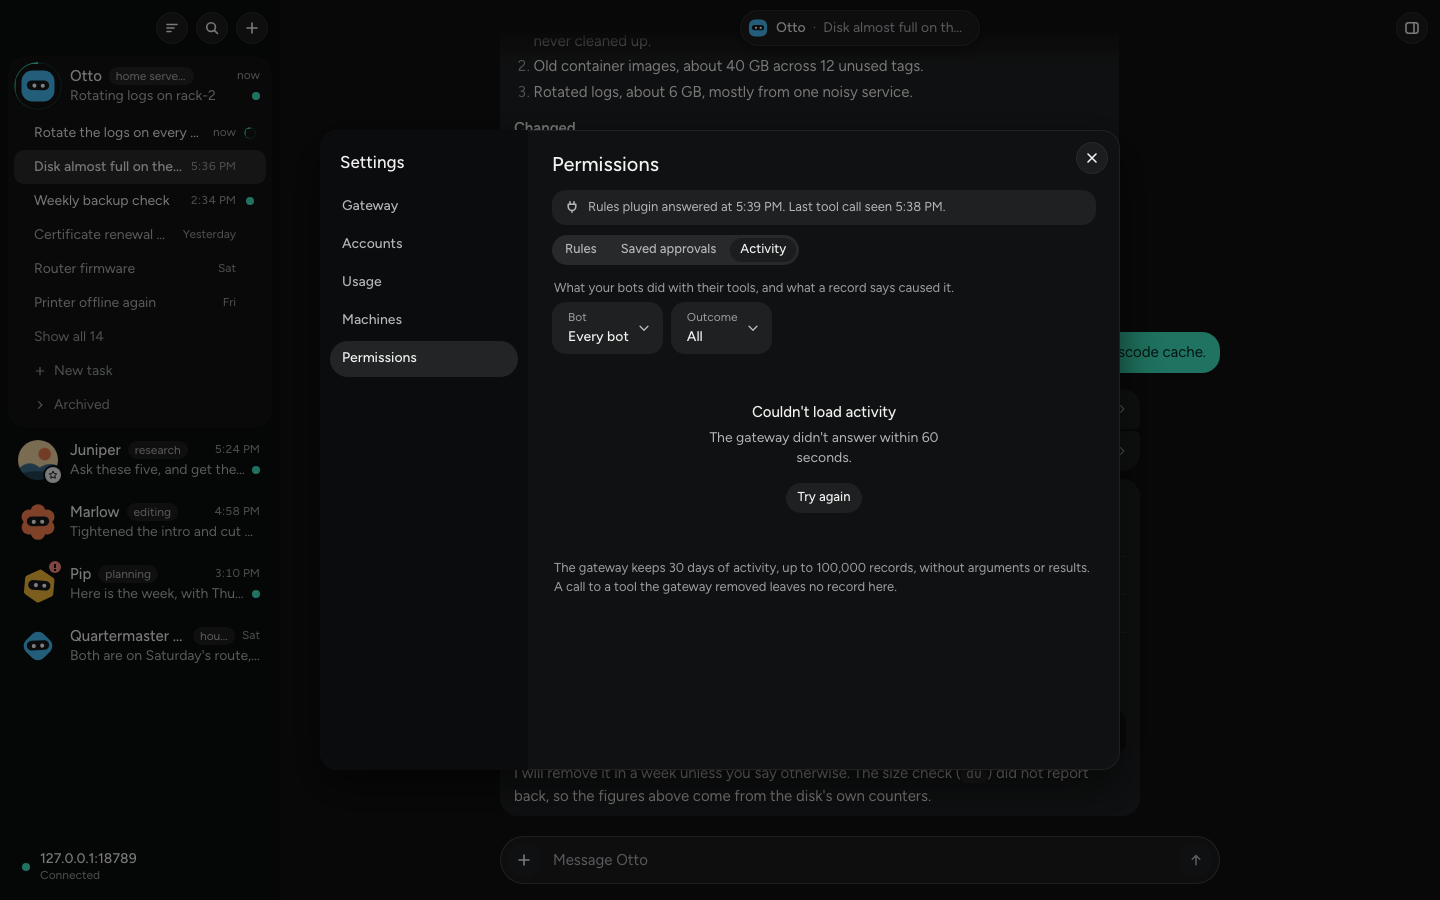 Otto home serve... now
Rotating logs on rack-2
Rotate the logs on every ... now
Disk almost full on the... 5:36 PM
Weekly backup check 2:34 PM
Certificate renewal ... Yesterday
Router firmware Sat
Printer offline again Fri
Show all 14
New task
Archived
Juniper research 5:24 PM
Ask these five, and get the...
Marlow editing 4:58 PM
Tightened the intro and cut ...
Pip planning 3:10 PM
Here is the week, with Thu...
Quartermaster ... hou... Sat
Both are on Saturday's route,...
127.0.0.1:18789
Connected
Otto · Disk almost full on th...
never cleaned up.
2. Old container images, about 40 GB across 12 unused tags.
3. Rotated logs, about 6 GB, mostly from one noisy service.
Changed
Settings
Gateway
Accounts
Usage
Machines
Permissions
Permissions
Rules plugin answered at 5:39 PM. Last tool call seen 5:38 PM.
Rules Saved approvals Activity
What your bots did with their tools, and what a record says caused it.
Bot
Every bot
Outcome
All
Couldn't load activity
The gateway didn't answer within 60
seconds.
Try again
The gateway keeps 30 days of activity, up to 100,000 records, without arguments or results.
A call to a tool the gateway removed leaves no record here.
scode cache.
I will remove it in a week unless you say otherwise. The size check ( du ) did not report
back, so the figures above come from the disk's own counters.
Message Otto